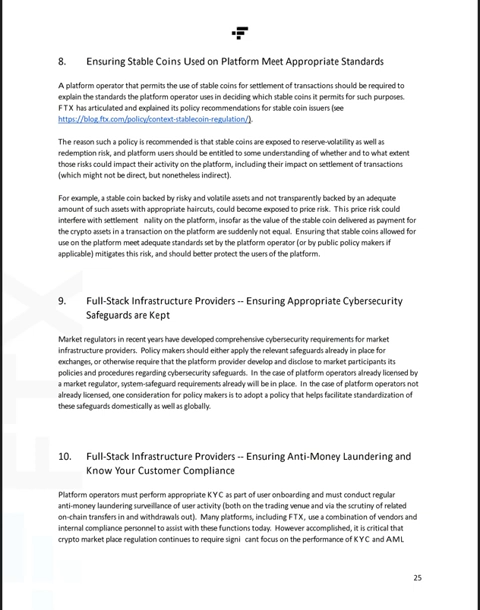 8. Ensuring Stable Coins Used on Platform Meet Appropriate Standards
A platform operator that permits the use of stable coins for settlement of transactions should be required to
explain the standards the platform operator uses in deciding which stable coins it permits for such purposes.
FTX has articulated and explained its policy recommendations for stable coin issuers (see
https://blog.ftx.com/policy/context-stablecoin-regulation/).
The reason such a policy is recommended is that stable coins are exposed to reserve-volatility as well as
redemption risk, and platform users should be entitled to some understanding of whether and to what extent
those risks could impact their activity on the platform, including their impact on settlement of transactions
(which might not be direct, but nonetheless indirect).
For example, a stable coin backed by risky and volatile assets and not transparently backed by an adequate
amount of such assets with appropriate haircuts, could become exposed to price risk. This price risk could
interfere with settlement nality on the platform, insofar as the value of the stable coin delivered as payment for
the crypto assets in a transaction on the platform are suddenly not equal. Ensuring that stable coins allowed for
use on the platform meet adequate standards set by the platform operator (or by public policy makers if
applicable) mitigates this risk, and should better protect the users of the platform.
9. Full-Stack Infrastructure Providers -- Ensuring Appropriate Cybersecurity
Safeguards are Kept
Market regulators in recent years have developed comprehensive cybersecurity requirements for market
infrastructure providers. Policy makers should either apply the relevant safeguards already in place for
exchanges, or otherwise require that the platform provider develop and disclose to market participants its
policies and procedures regarding cybersecurity safeguards. In the case of platform operators already licensed by
a market regulator, system-safeguard requirements already will be in place. In the case of platform operators not
already licensed, one consideration for policy makers is to adopt a policy that helps facilitate standardization of
these safeguards domestically as well as globally.
10. Full-Stack Infrastructure Providers -- Ensuring Anti-Money Laundering and
Know Your Customer Compliance
Platform operators must perform appropriate KYC as part of user onboarding and must conduct regular
anti-money laundering surveillance of user activity (both on the trading venue and via the scrutiny of related
on-chain transfers in and withdrawals out). Many platforms, including FTX, use a combination of vendors and
internal compliance personnel to assist with these functions today. However accomplished, it is critical that
crypto market place regulation continues to require signi cant focus on the performance of KYC and AML
25
FTX